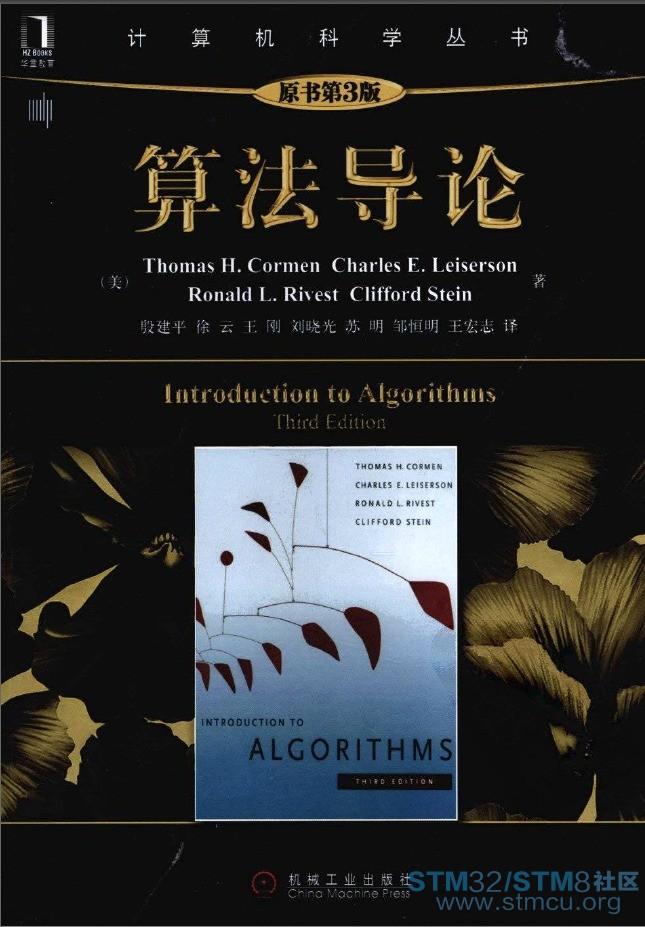 HZ BOOKS
华章教育
计算机科学丛书
原书第3版
算法导论
Thomas H. Cormen Charles E. Leiserson
(美)
Ronald L. Rivest Clifford Stein
著
殷建平 徐 云 王 刚 刘晓光 苏 明 邹恒明 王宏志 译
Introduction to Algorithms
Third Edition
THOMAS H. CORMEN
CHARLES E. LEISERSON
RONALD L. RIVEST
CLIFFORD STEIN
INTRODUCTION TO
ALGORITHMS
THIRD EDITION
机械工业出版社
China Machine Press
STM32/STM8社区
www.stmcu.org